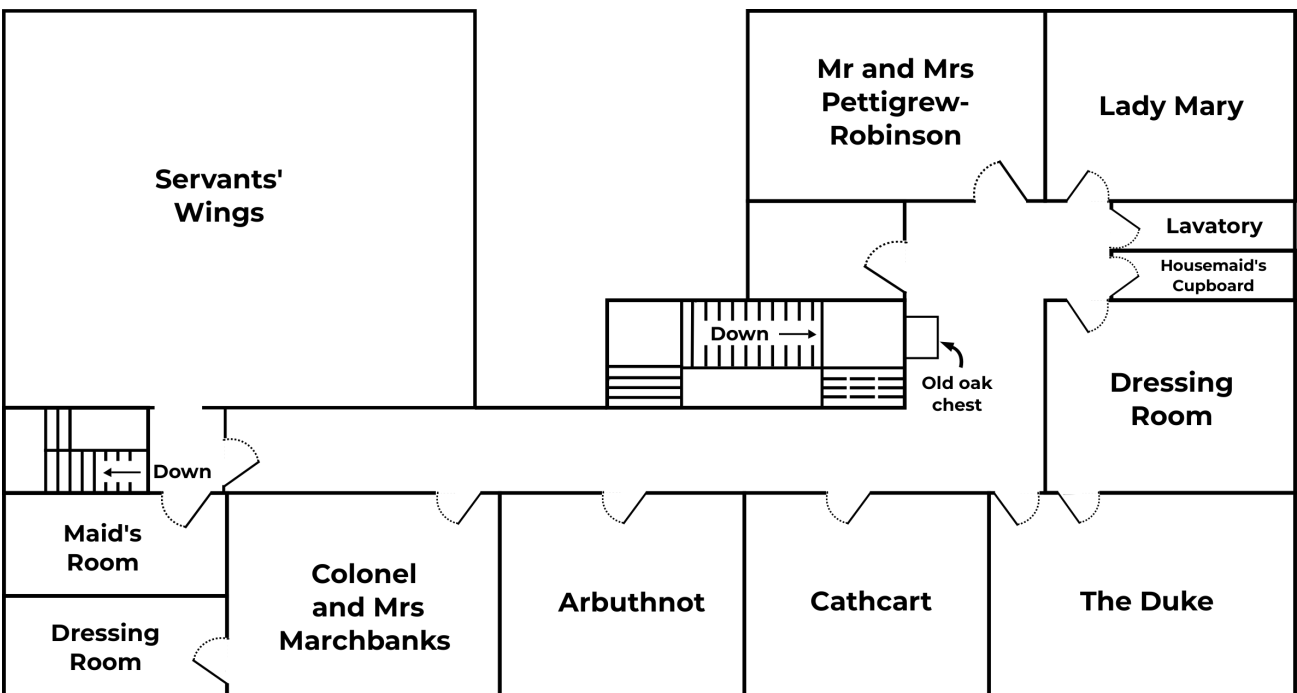 Mr and Mrs
Pettigrew-
Robinson
Lady Mary
Servants'
Wings
Lavatory
Housemaid's
Cupboard
Down
Old oak
chest
Dressing
Room
Down
Maid's
Room
Colonel
and Mrs
Marchbanks
Arbuthnot
Cathcart
The Duke
Dressing
Room